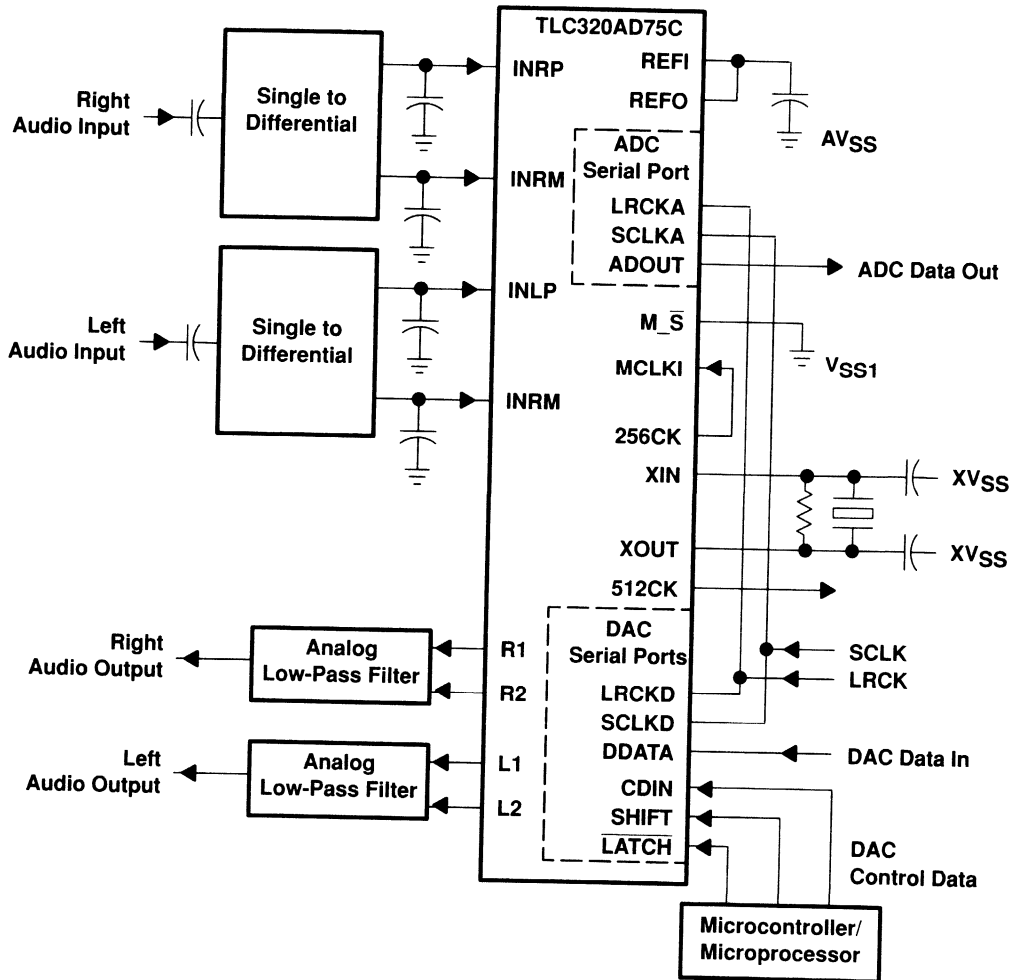 TLC320AD75C
Right
Audio Input
Single to
Differential
INRP
INRM
Left
Audio Input
Single to
Differential
INLP
INRM
REFI
REFO
AVSS
ADC
Serial Port
LRCKA
SCLKA
ADOUT
ADC Data Out
M_S̅
VSS1
MCLKI
256CK
XIN
XVSS
XOUT
XVSS
512CK
Right
Audio Output
Analog
Low-Pass Filter
R1
R2
Left
Audio Output
Analog
Low-Pass Filter
L1
L2
DAC
Serial Ports
SCLK
LRCK
LRCKD
SCLKD
DDATA
DAC Data In
CDIN
SHIFT
L̅A̅T̅C̅H̅
DAC
Control Data
Microcontroller/
Microprocessor